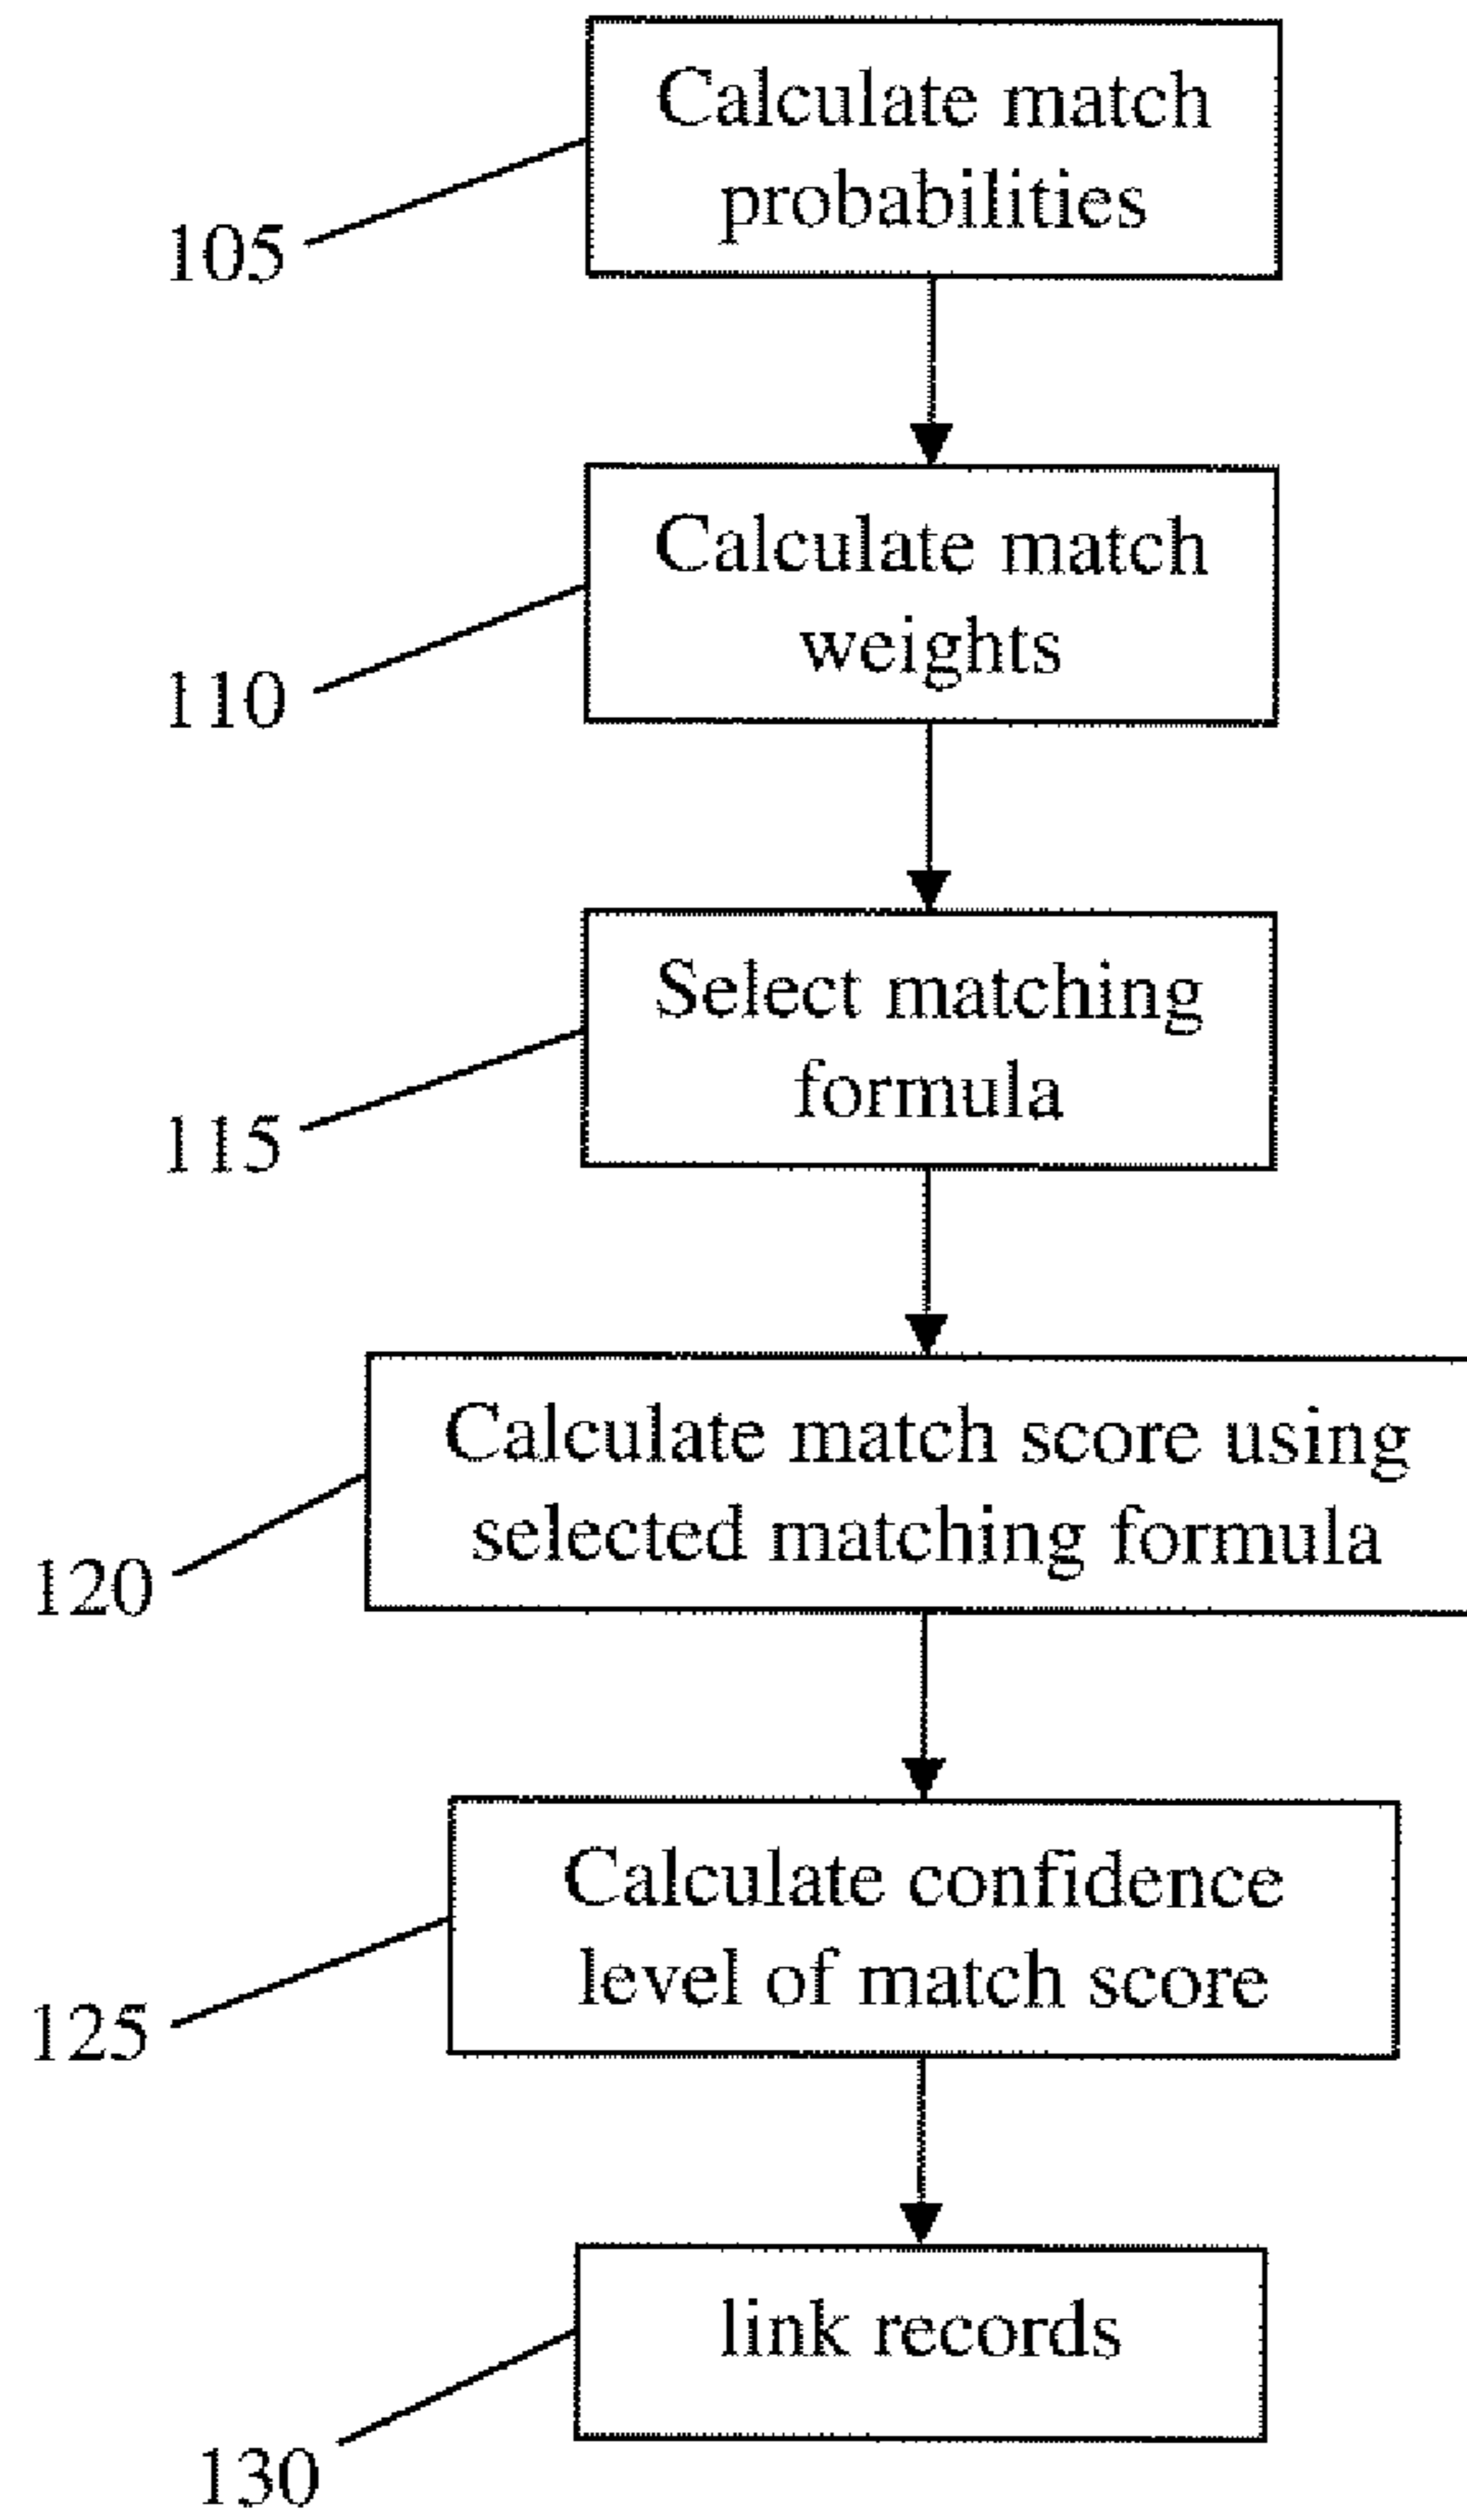 Calculate match
probabilities
105
Calculate match
weights
110
Select matching
formula
115
Calculate match score using
selected matching formula
120
Calculate confidence
level of match score
125
link records
130